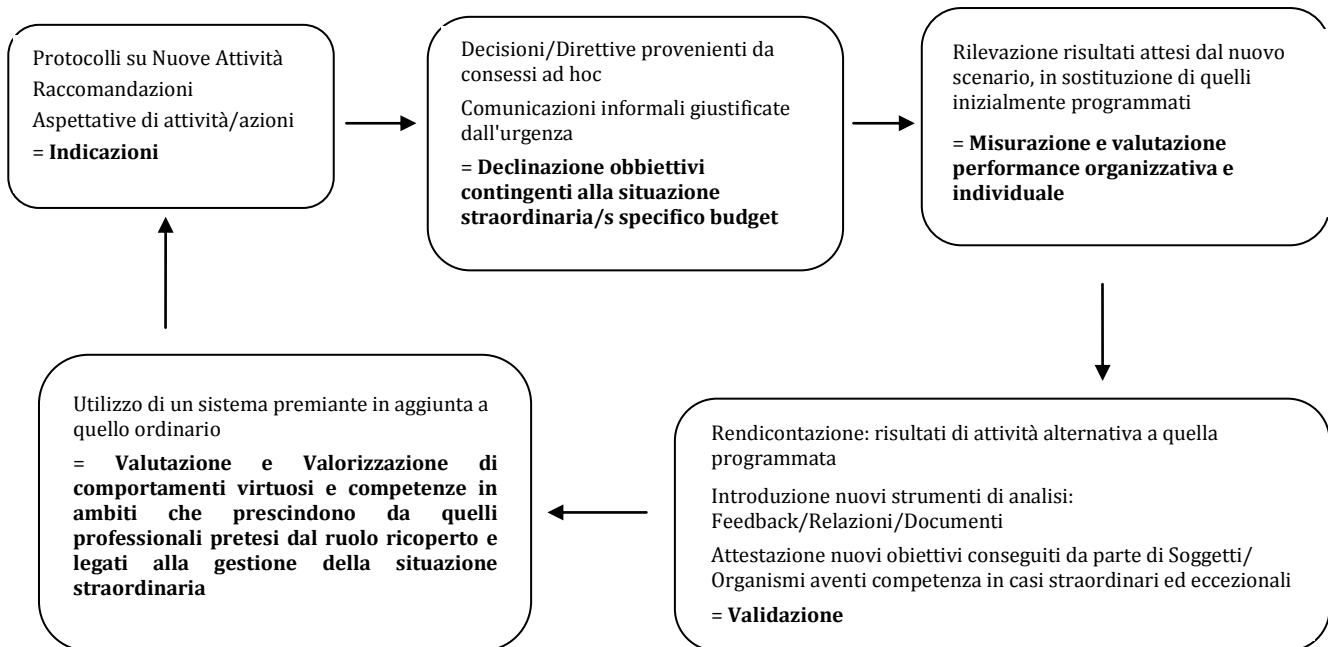 Protocolli su Nuove Attività
Raccomandazioni
Aspettative di attività/azioni
= Indicazioni
Decisioni/Direttive provenienti da
consessi ad hoc
Comunicazioni informali giustificate
dall'urgenza
= Declinazione obbiettivi
contingenti alla situazione
straordinaria/s specifico budget
Rilevazione risultati attesi dal nuovo
scenario, in sostituzione di quelli
inizialmente programmati
= Misurazione e valutazione
performance organizzativa e
individuale
Rendicontazione: risultati di attività alternativa a quella
programmata
Introduzione nuovi strumenti di analisi:
Feedback/Relazioni/Documenti
Attestazione nuovi obiettivi conseguiti da parte di Soggetti/
Organismi aventi competenza in casi straordinari ed eccezionali
= Validazione
Utilizzo di un sistema premiante in aggiunta a
quello ordinario
= Valutazione e Valorizzazione di
comportamenti virtuosi e competenze in
ambiti che prescindono da quelli
professionali pretesi dal ruolo ricoperto e
legati alla gestione della situazione
straordinaria